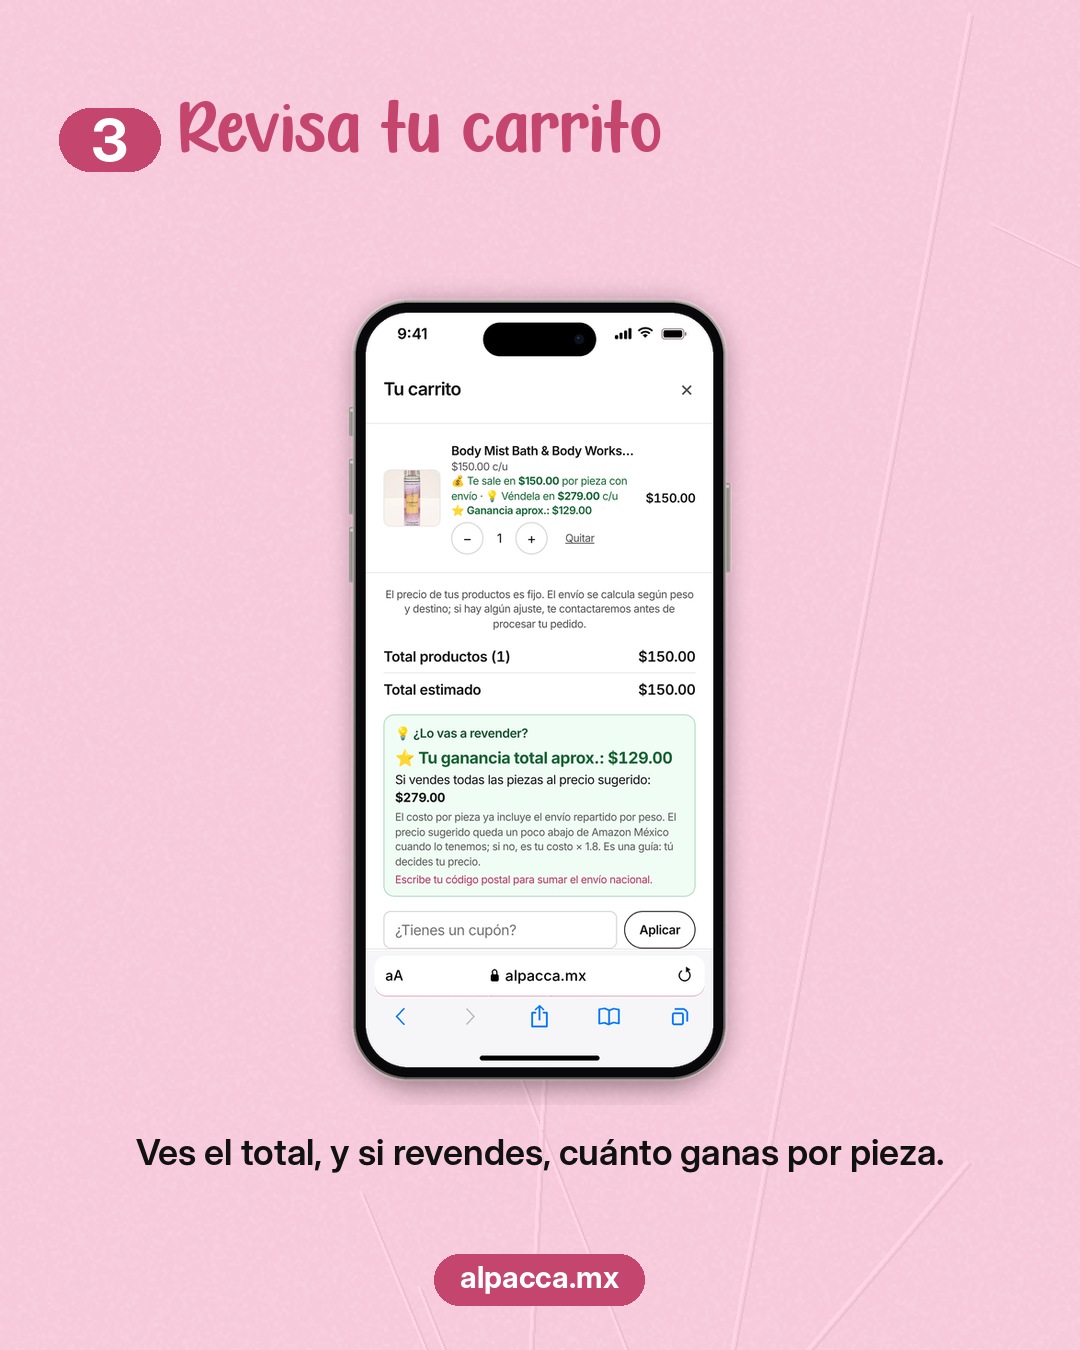 3 Revisa tu carrito
9:41
Tu carrito ×
Body Mist Bath & Body Works...
$150.00 c/u
💰 Te sale en $150.00 por pieza con
envío · 💡 Véndela en $279.00 c/u
⭐ Ganancia aprox.: $129.00
$150.00
− 1 + Quitar
El precio de tus productos es fijo. El envío se calcula según peso
y destino; si hay algún ajuste, te contactaremos antes de
procesar tu pedido.
Total productos (1) $150.00
Total estimado $150.00
💡 ¿Lo vas a revender?
⭐ Tu ganancia total aprox.: $129.00
Si vendes todas las piezas al precio sugerido:
$279.00
El costo por pieza ya incluye el envío repartido por peso. El
precio sugerido queda un poco abajo de Amazon México
cuando lo tenemos; si no, es tu costo × 1.8. Es una guía: tú
decides tu precio.
Escribe tu código postal para sumar el envío nacional.
¿Tienes un cupón? Aplicar
aA alpacca.mx
Ves el total, y si revendes, cuánto ganas por pieza.
alpacca.mx